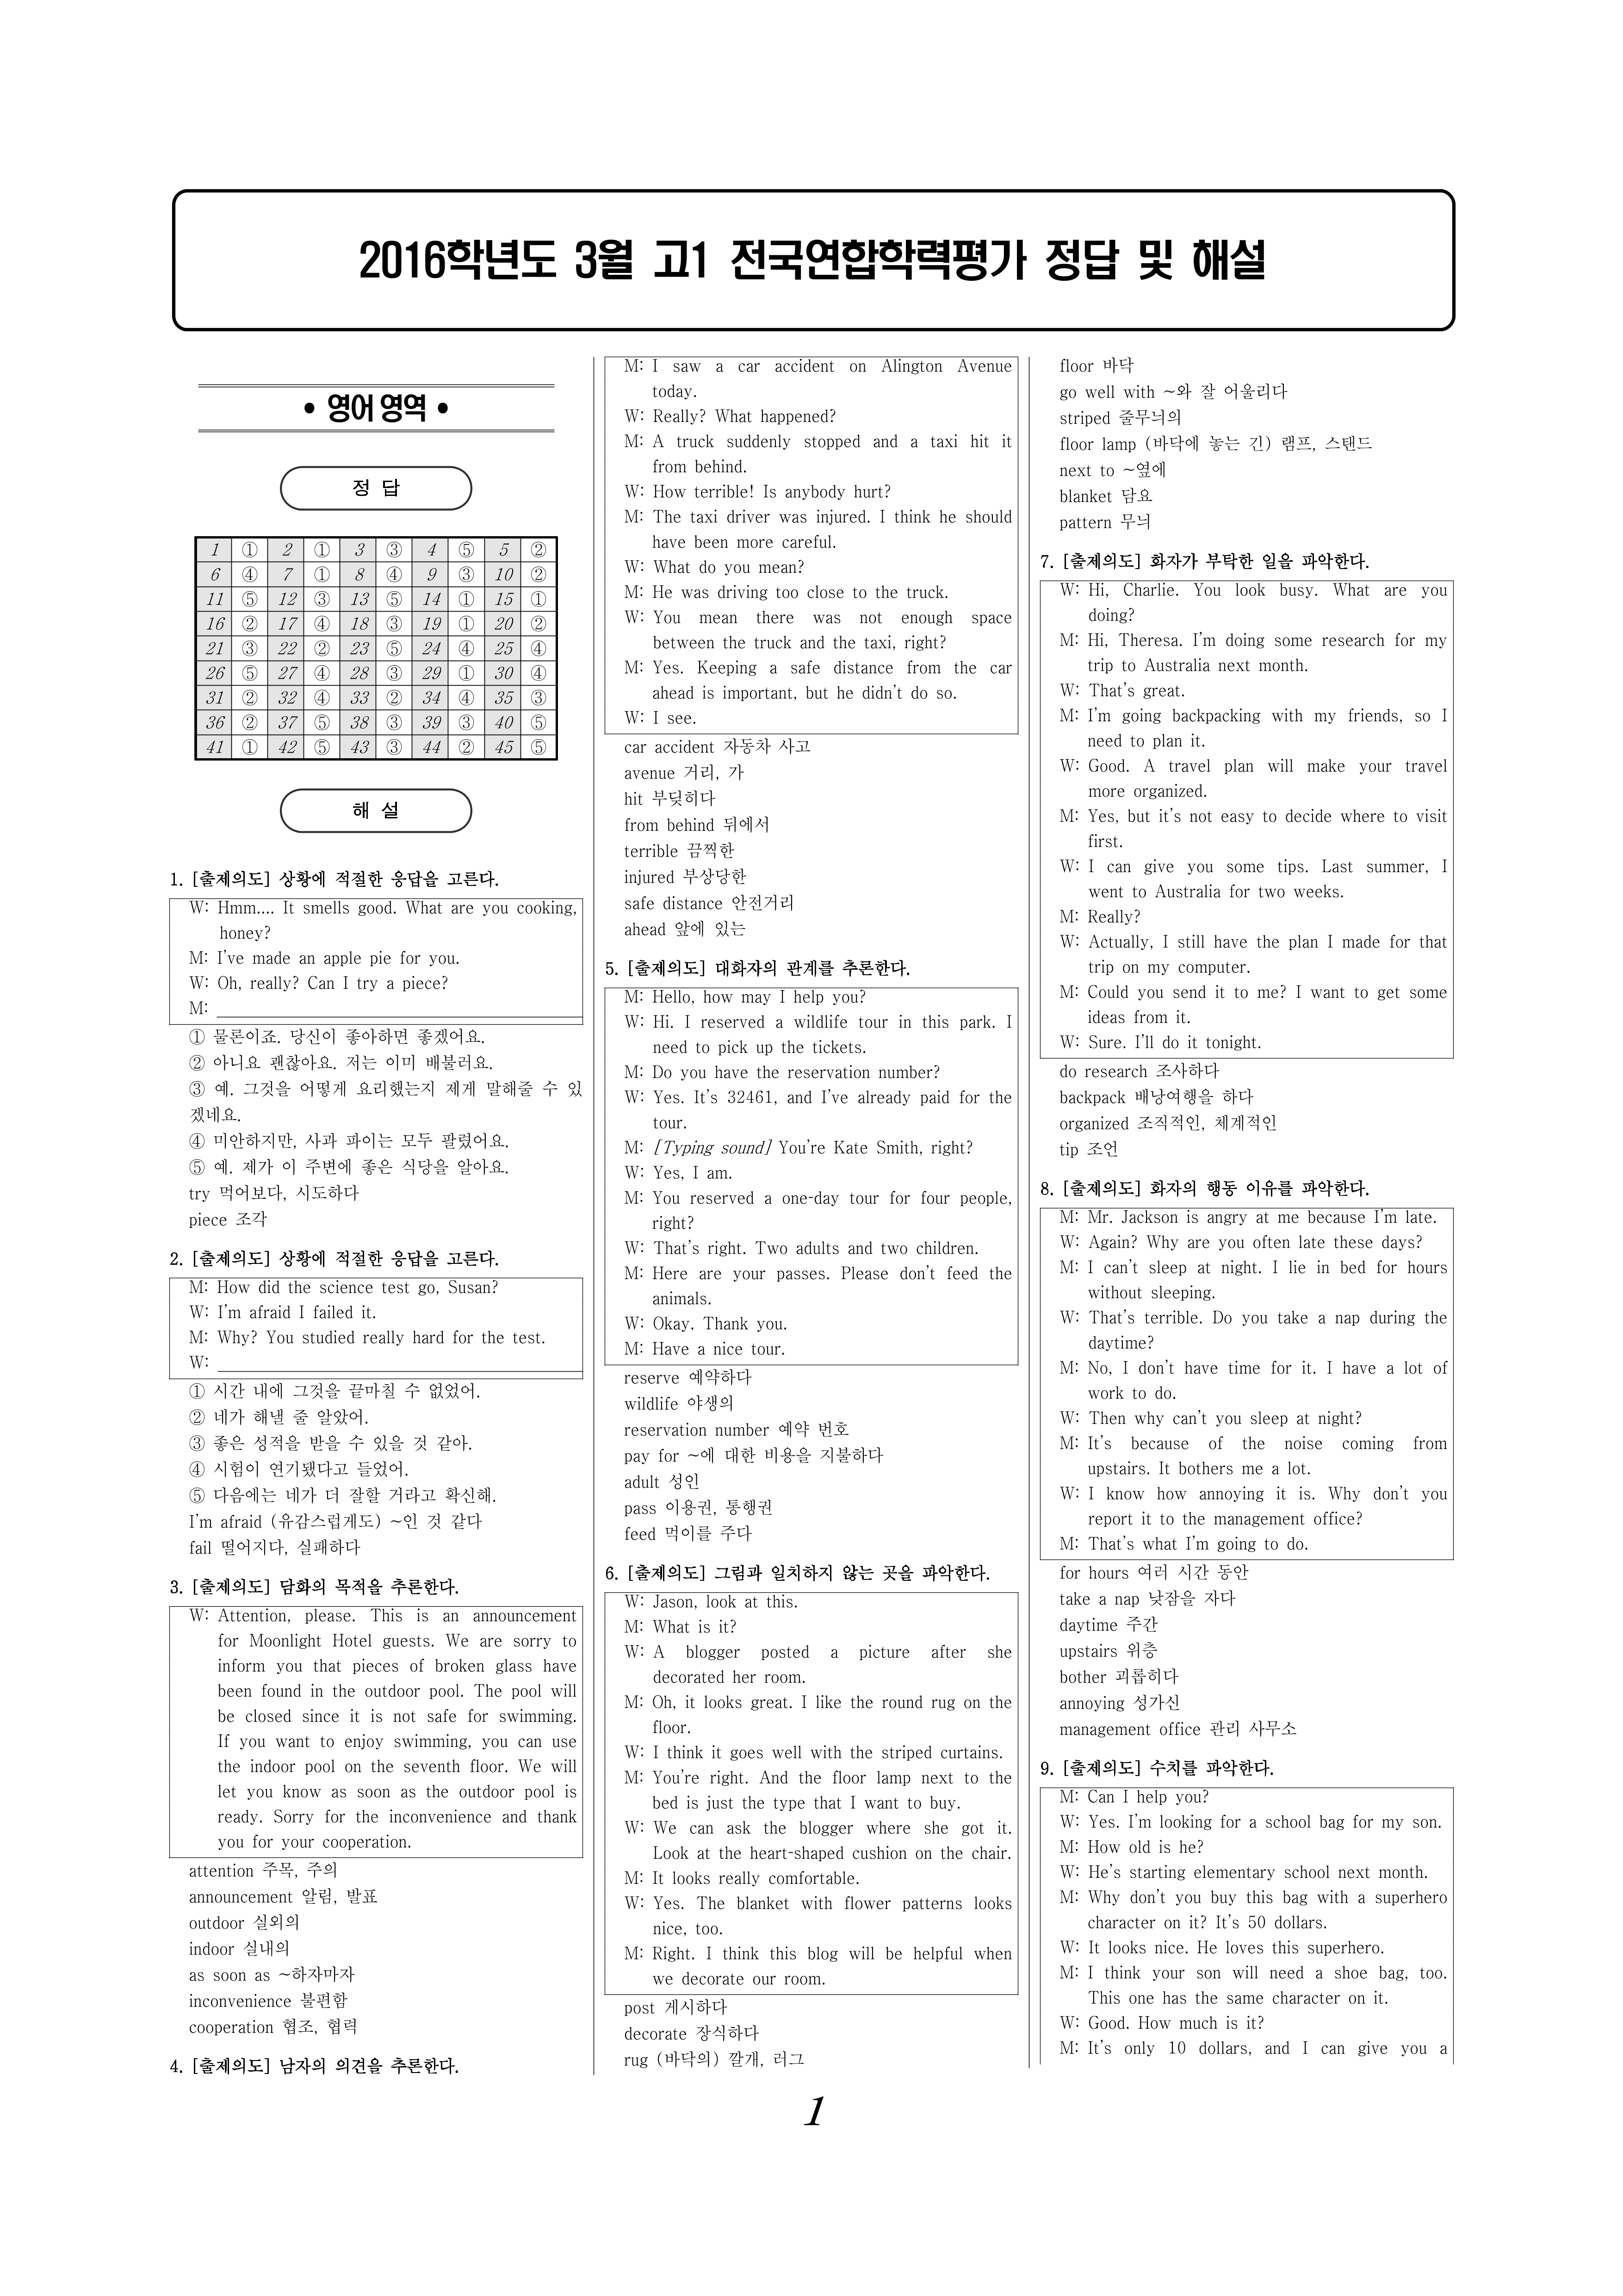 2016학년도 3월 고1 전국연합학력평가 정답 및 해설
• 영어 영역 •
정 답
1 ① 2 ① 3 ③ 4 ⑤ 5 ②
6 ④ 7 ① 8 ④ 9 ③ 10 ②
11 ⑤ 12 ③ 13 ⑤ 14 ① 15 ①
16 ② 17 ④ 18 ③ 19 ① 20 ②
21 ③ 22 ② 23 ⑤ 24 ④ 25 ④
26 ⑤ 27 ④ 28 ③ 29 ① 30 ④
31 ② 32 ④ 33 ② 34 ④ 35 ③
36 ② 37 ⑤ 38 ③ 39 ③ 40 ⑤
41 ① 42 ⑤ 43 ③ 44 ② 45 ⑤
해 설
1. [출제의도] 상황에 적절한 응답을 고른다.
W: Hmm.... It smells good. What are you cooking,
honey?
M: I've made an apple pie for you.
W: Oh, really? Can I try a piece?
M:
① 물론이죠. 당신이 좋아하면 좋겠어요.
② 아니요 괜찮아요. 저는 이미 배불러요.
③ 예. 그것을 어떻게 요리했는지 제게 말해줄 수 있
겠네요.
④ 미안하지만, 사과 파이는 모두 팔렸어요.
⑤ 예. 제가 이 주변에 좋은 식당을 알아요.
try 먹어보다, 시도하다
piece 조각
2. [출제의도] 상황에 적절한 응답을 고른다.
M: How did the science test go, Susan?
W: I'm afraid I failed it.
M: Why? You studied really hard for the test.
W:
① 시간 내에 그것을 끝마칠 수 없었어.
② 네가 해낼 줄 알았어.
③ 좋은 성적을 받을 수 있을 것 같아.
④ 시험이 연기됐다고 들었어.
⑤ 다음에는 네가 더 잘할 거라고 확신해.
I'm afraid (유감스럽게도) ~인 것 같다
fail 떨어지다, 실패하다
3. [출제의도] 담화의 목적을 추론한다.
W: Attention, please. This is an announcement
for Moonlight Hotel guests. We are sorry to
inform you that pieces of broken glass have
been found in the outdoor pool. The pool will
be closed since it is not safe for swimming.
If you want to enjoy swimming, you can use
the indoor pool on the seventh floor. We will
let you know as soon as the outdoor pool is
ready. Sorry for the inconvenience and thank
you for your cooperation.
attention 주목, 주의
announcement 알림, 발표
outdoor 실외의
indoor 실내의
as soon as ~하자마자
inconvenience 불편함
cooperation 협조, 협력
4. [출제의도] 남자의 의견을 추론한다.
M: I saw a car accident on Alington Avenue
today.
W: Really? What happened?
M: A truck suddenly stopped and a taxi hit it
from behind.
W: How terrible! Is anybody hurt?
M: The taxi driver was injured. I think he should
have been more careful.
W: What do you mean?
M: He was driving too close to the truck.
W: You mean there was not enough space
between the truck and the taxi, right?
M: Yes. Keeping a safe distance from the car
ahead is important, but he didn't do so.
W: I see.
car accident 자동차 사고
avenue 거리, 가
hit 부딪히다
from behind 뒤에서
terrible 끔찍한
injured 부상당한
safe distance 안전거리
ahead 앞에 있는
5. [출제의도] 대화자의 관계를 추론한다.
M: Hello, how may I help you?
W: Hi. I reserved a wildlife tour in this park. I
need to pick up the tickets.
M: Do you have the reservation number?
W: Yes. It's 32461, and I've already paid for the
tour.
M: [Typing sound] You're Kate Smith, right?
W: Yes, I am.
M: You reserved a one-day tour for four people,
right?
W: That's right. Two adults and two children.
M: Here are your passes. Please don't feed the
animals.
W: Okay. Thank you.
M: Have a nice tour.
reserve 예약하다
wildlife 야생의
reservation number 예약 번호
pay for ~에 대한 비용을 지불하다
adult 성인
pass 이용권, 통행권
feed 먹이를 주다
6. [출제의도] 그림과 일치하지 않는 곳을 파악한다.
W: Jason, look at this.
M: What is it?
W: A blogger posted a picture after she
decorated her room.
M: Oh, it looks great. I like the round rug on the
floor.
W: I think it goes well with the striped curtains.
M: You're right. And the floor lamp next to the
bed is just the type that I want to buy.
W: We can ask the blogger where she got it.
Look at the heart-shaped cushion on the chair.
M: It looks really comfortable.
W: Yes. The blanket with flower patterns looks
nice, too.
M: Right. I think this blog will be helpful when
we decorate our room.
post 게시하다
decorate 장식하다
rug (바닥의) 깔개, 러그
floor 바닥
go well with ~와 잘 어울리다
striped 줄무늬의
floor lamp (바닥에 놓는 긴) 램프, 스탠드
next to ~옆에
blanket 담요
pattern 무늬
7. [출제의도] 화자가 부탁한 일을 파악한다.
W: Hi, Charlie. You look busy. What are you
doing?
M: Hi, Theresa. I'm doing some research for my
trip to Australia next month.
W: That's great.
M: I'm going backpacking with my friends, so I
need to plan it.
W: Good. A travel plan will make your travel
more organized.
M: Yes, but it's not easy to decide where to visit
first.
W: I can give you some tips. Last summer, I
went to Australia for two weeks.
M: Really?
W: Actually, I still have the plan I made for that
trip on my computer.
M: Could you send it to me? I want to get some
ideas from it.
W: Sure. I'll do it tonight.
do research 조사하다
backpack 배낭여행을 하다
organized 조직적인, 체계적인
tip 조언
8. [출제의도] 화자의 행동 이유를 파악한다.
M: Mr. Jackson is angry at me because I'm late.
W: Again? Why are you often late these days?
M: I can't sleep at night. I lie in bed for hours
without sleeping.
W: That's terrible. Do you take a nap during the
daytime?
M: No, I don't have time for it. I have a lot of
work to do.
W: Then why can't you sleep at night?
M: It's because of the noise coming from
upstairs. It bothers me a lot.
W: I know how annoying it is. Why don't you
report it to the management office?
M: That's what I'm going to do.
for hours 여러 시간 동안
take a nap 낮잠을 자다
daytime 주간
upstairs 위층
bother 괴롭히다
annoying 성가신
management office 관리 사무소
9. [출제의도] 수치를 파악한다.
M: Can I help you?
W: Yes. I'm looking for a school bag for my son.
M: How old is he?
W: He's starting elementary school next month.
M: Why don't you buy this bag with a superhero
character on it? It's 50 dollars.
W: It looks nice. He loves this superhero.
M: I think your son will need a shoe bag, too.
This one has the same character on it.
W: Good. How much is it?
M: It's only 10 dollars, and I can give you a
1